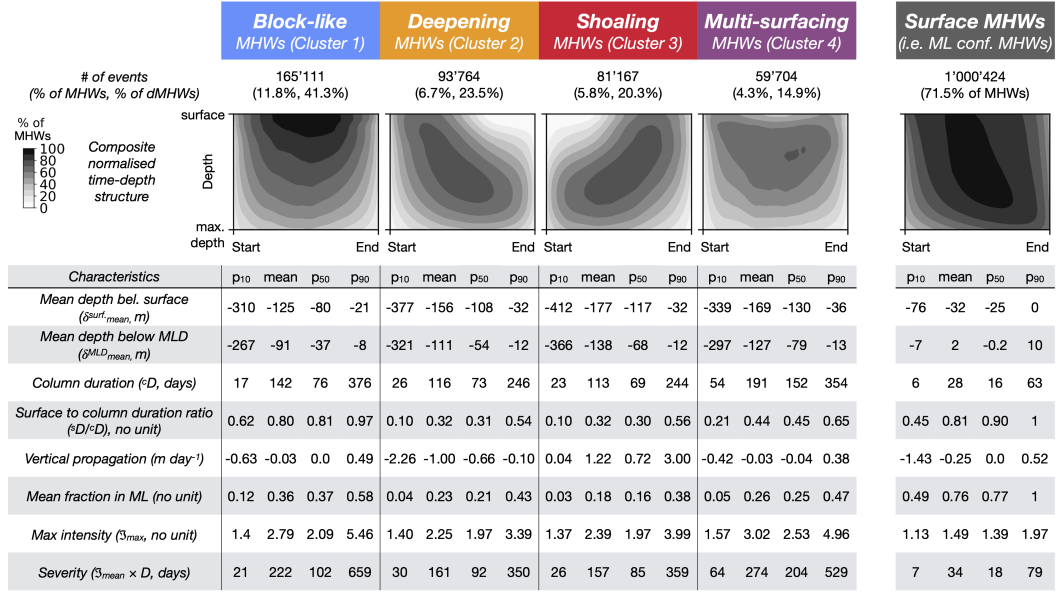 Block-like Deepening Shoaling Multi-surfacing Surface MHWs
MHWs (Cluster 1) MHWs (Cluster 2) MHWs (Cluster 3) MHWs (Cluster 4) (i.e. ML conf. MHWs)
# of events 165'111 93'764 81'167 59'704 1'000'424
(% of MHWs, % of dMHWs) (11.8%, 41.3%) (6.7%, 23.5%) (5.8%, 20.3%) (4.3%, 14.9%) (71.5% of MHWs)
surface
% of
MHWs
100
80
60
40
20
0
Composite
normalised
time-depth
structure
Depth
max.
depth
Start End Start End Start End Start End Start End
Characteristics p10 mean p50 p90 p10 mean p50 p90 p10 mean p50 p90 p10 mean p50 p90 p10 mean p50 p90
Mean depth bel. surface
(δsurf.mean, m) -310 -125 -80 -21 -377 -156 -108 -32 -412 -177 -117 -32 -339 -169 -130 -36 -76 -32 -25 0
Mean depth below MLD
(δMLDmean, m) -267 -91 -37 -8 -321 -111 -54 -12 -366 -138 -68 -12 -297 -127 -79 -13 -7 2 -0.2 10
Column duration (cD, days) 17 142 76 376 26 116 73 246 23 113 69 244 54 191 152 354 6 28 16 63
Surface to column duration ratio
(sD/cD), no unit) 0.62 0.80 0.81 0.97 0.10 0.32 0.31 0.54 0.10 0.32 0.30 0.56 0.21 0.44 0.45 0.65 0.45 0.81 0.90 1
Vertical propagation (m day-1) -0.63 -0.03 0.0 0.49 -2.26 -1.00 -0.66 -0.10 0.04 1.22 0.72 3.00 -0.42 -0.03 -0.04 0.38 -1.43 -0.25 0.0 0.52
Mean fraction in ML (no unit) 0.12 0.36 0.37 0.58 0.04 0.23 0.21 0.43 0.03 0.18 0.16 0.38 0.05 0.26 0.25 0.47 0.49 0.76 0.77 1
Max intensity (ℑmax, no unit) 1.4 2.79 2.09 5.46 1.40 2.25 1.97 3.39 1.37 2.39 1.97 3.99 1.57 3.02 2.53 4.96 1.13 1.49 1.39 1.97
Severity (ℑmean × D, days) 21 222 102 659 30 161 92 350 26 157 85 359 64 274 204 529 7 34 18 79